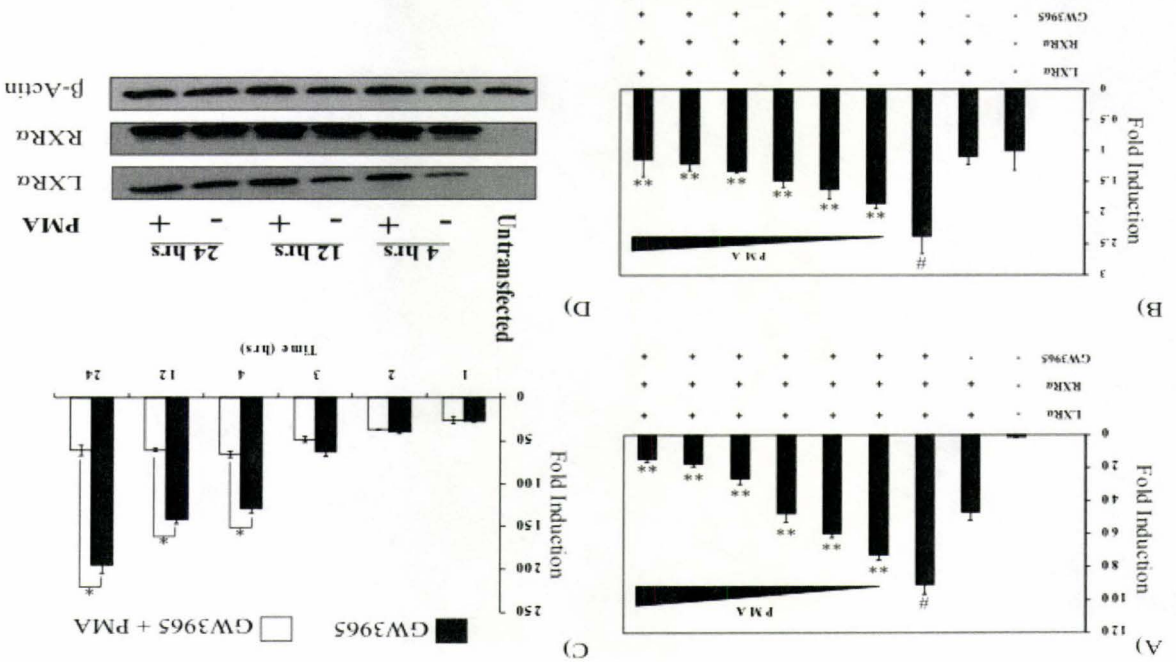 A)
Fold Induction
120
100
80
60
40
20
0
#
PMA
** ** ** ** ** **
LXRα - + + + + + + + +
RXRα - + + + + + + + +
GW3965 - - + + + + + + +
B)
Fold Induction
3
2.5
2
1.5
1
0.5
0
#
PMA
** ** ** ** ** **
LXRα - + + + + + + + +
RXRα - + + + + + + + +
GW3965 - - + + + + + + +
C)
GW3965
GW3965 + PMA
Fold Induction
250
200
150
100
50
0
* * *
1 2 3 4 12 24
Time (hrs)
D)
Untransfected
4 hrs 12 hrs 24 hrs
- + - + - + PMA
LXRα
RXRα
β-Actin